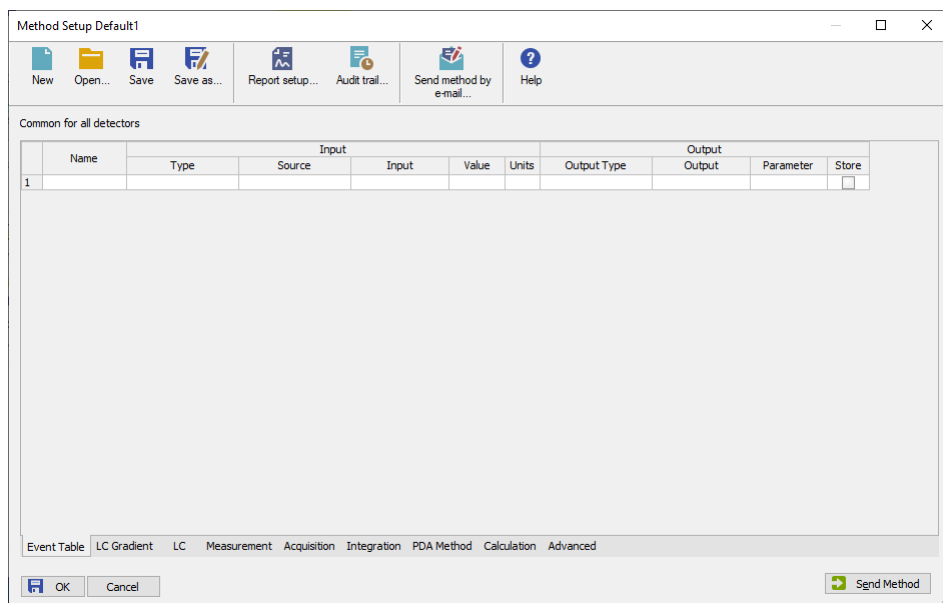 Method Setup Default1
New Open... Save Save as... Report setup... Audit trail... Send method by e-mail... Help
Common for all detectors
Name Input Output
Type Source Input Value Units Output Type Output Parameter Store
1
Event Table LC Gradient LC Measurement Acquisition Integration PDA Method Calculation Advanced
OK Cancel Send Method